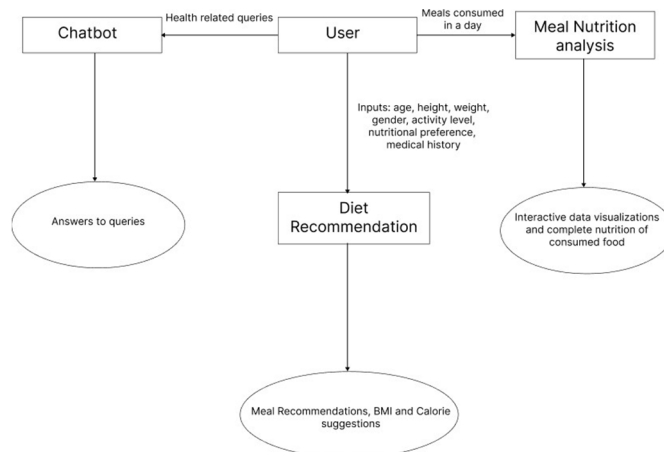 Chatbot
Health related queries
User
Meals consumed
in a day
Meal Nutrition
analysis
Inputs: age, height, weight,
gender, activity level,
nutritional preference,
medical history
Answers to queries
Diet
Recommendation
Interactive data visualizations
and complete nutrition of
consumed food
Meal Recommendations, BMI and Calorie
suggestions